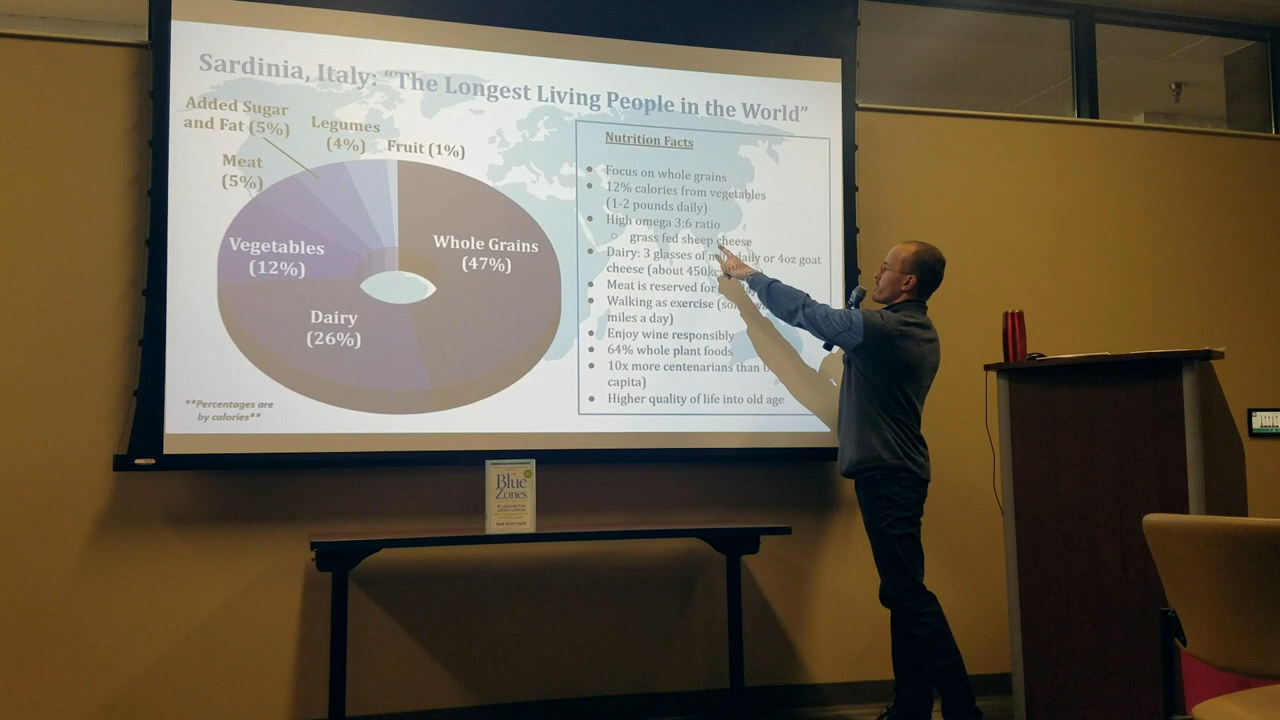 Sardinia, Italy: “The Longest Living People in the World”
Added Sugar
and Fat (5%)
Legumes
(4%)
Fruit (1%)
Meat
(5%)
Whole Grains
(47%)
Vegetables
(12%)
Dairy
(26%)
**Percentages are
by calories**
Nutrition Facts
Focus on whole grains
12% calories from vegetables
(1-2 pounds daily)
High omega 3:6 ratio
grass fed sheep cheese
Dairy: 3 glasses of daily or 4oz goat
cheese (about
Meat is reserved for
Walking as exercise
miles a day)
Enjoy wine responsibly
64% whole plant foods
10x more centenarians than
capita)
Higher quality of life into old age
Blue
Zones